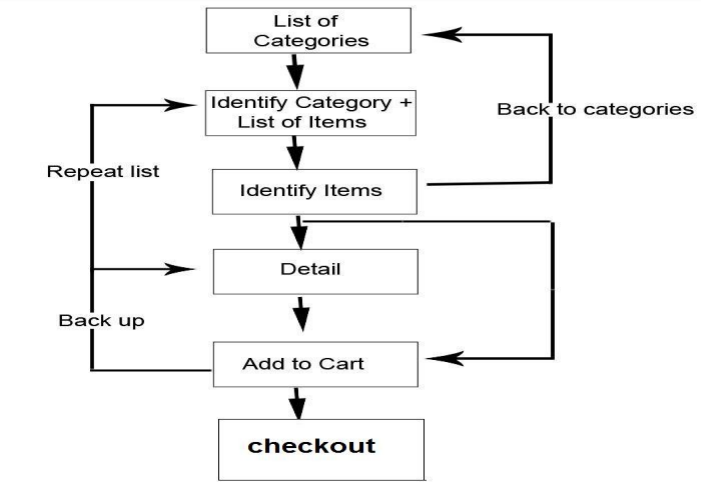 List of
Categories
Identify Category +
List of Items
Back to categories
Repeat list
Identify Items
Detail
Back up
Add to Cart
checkout